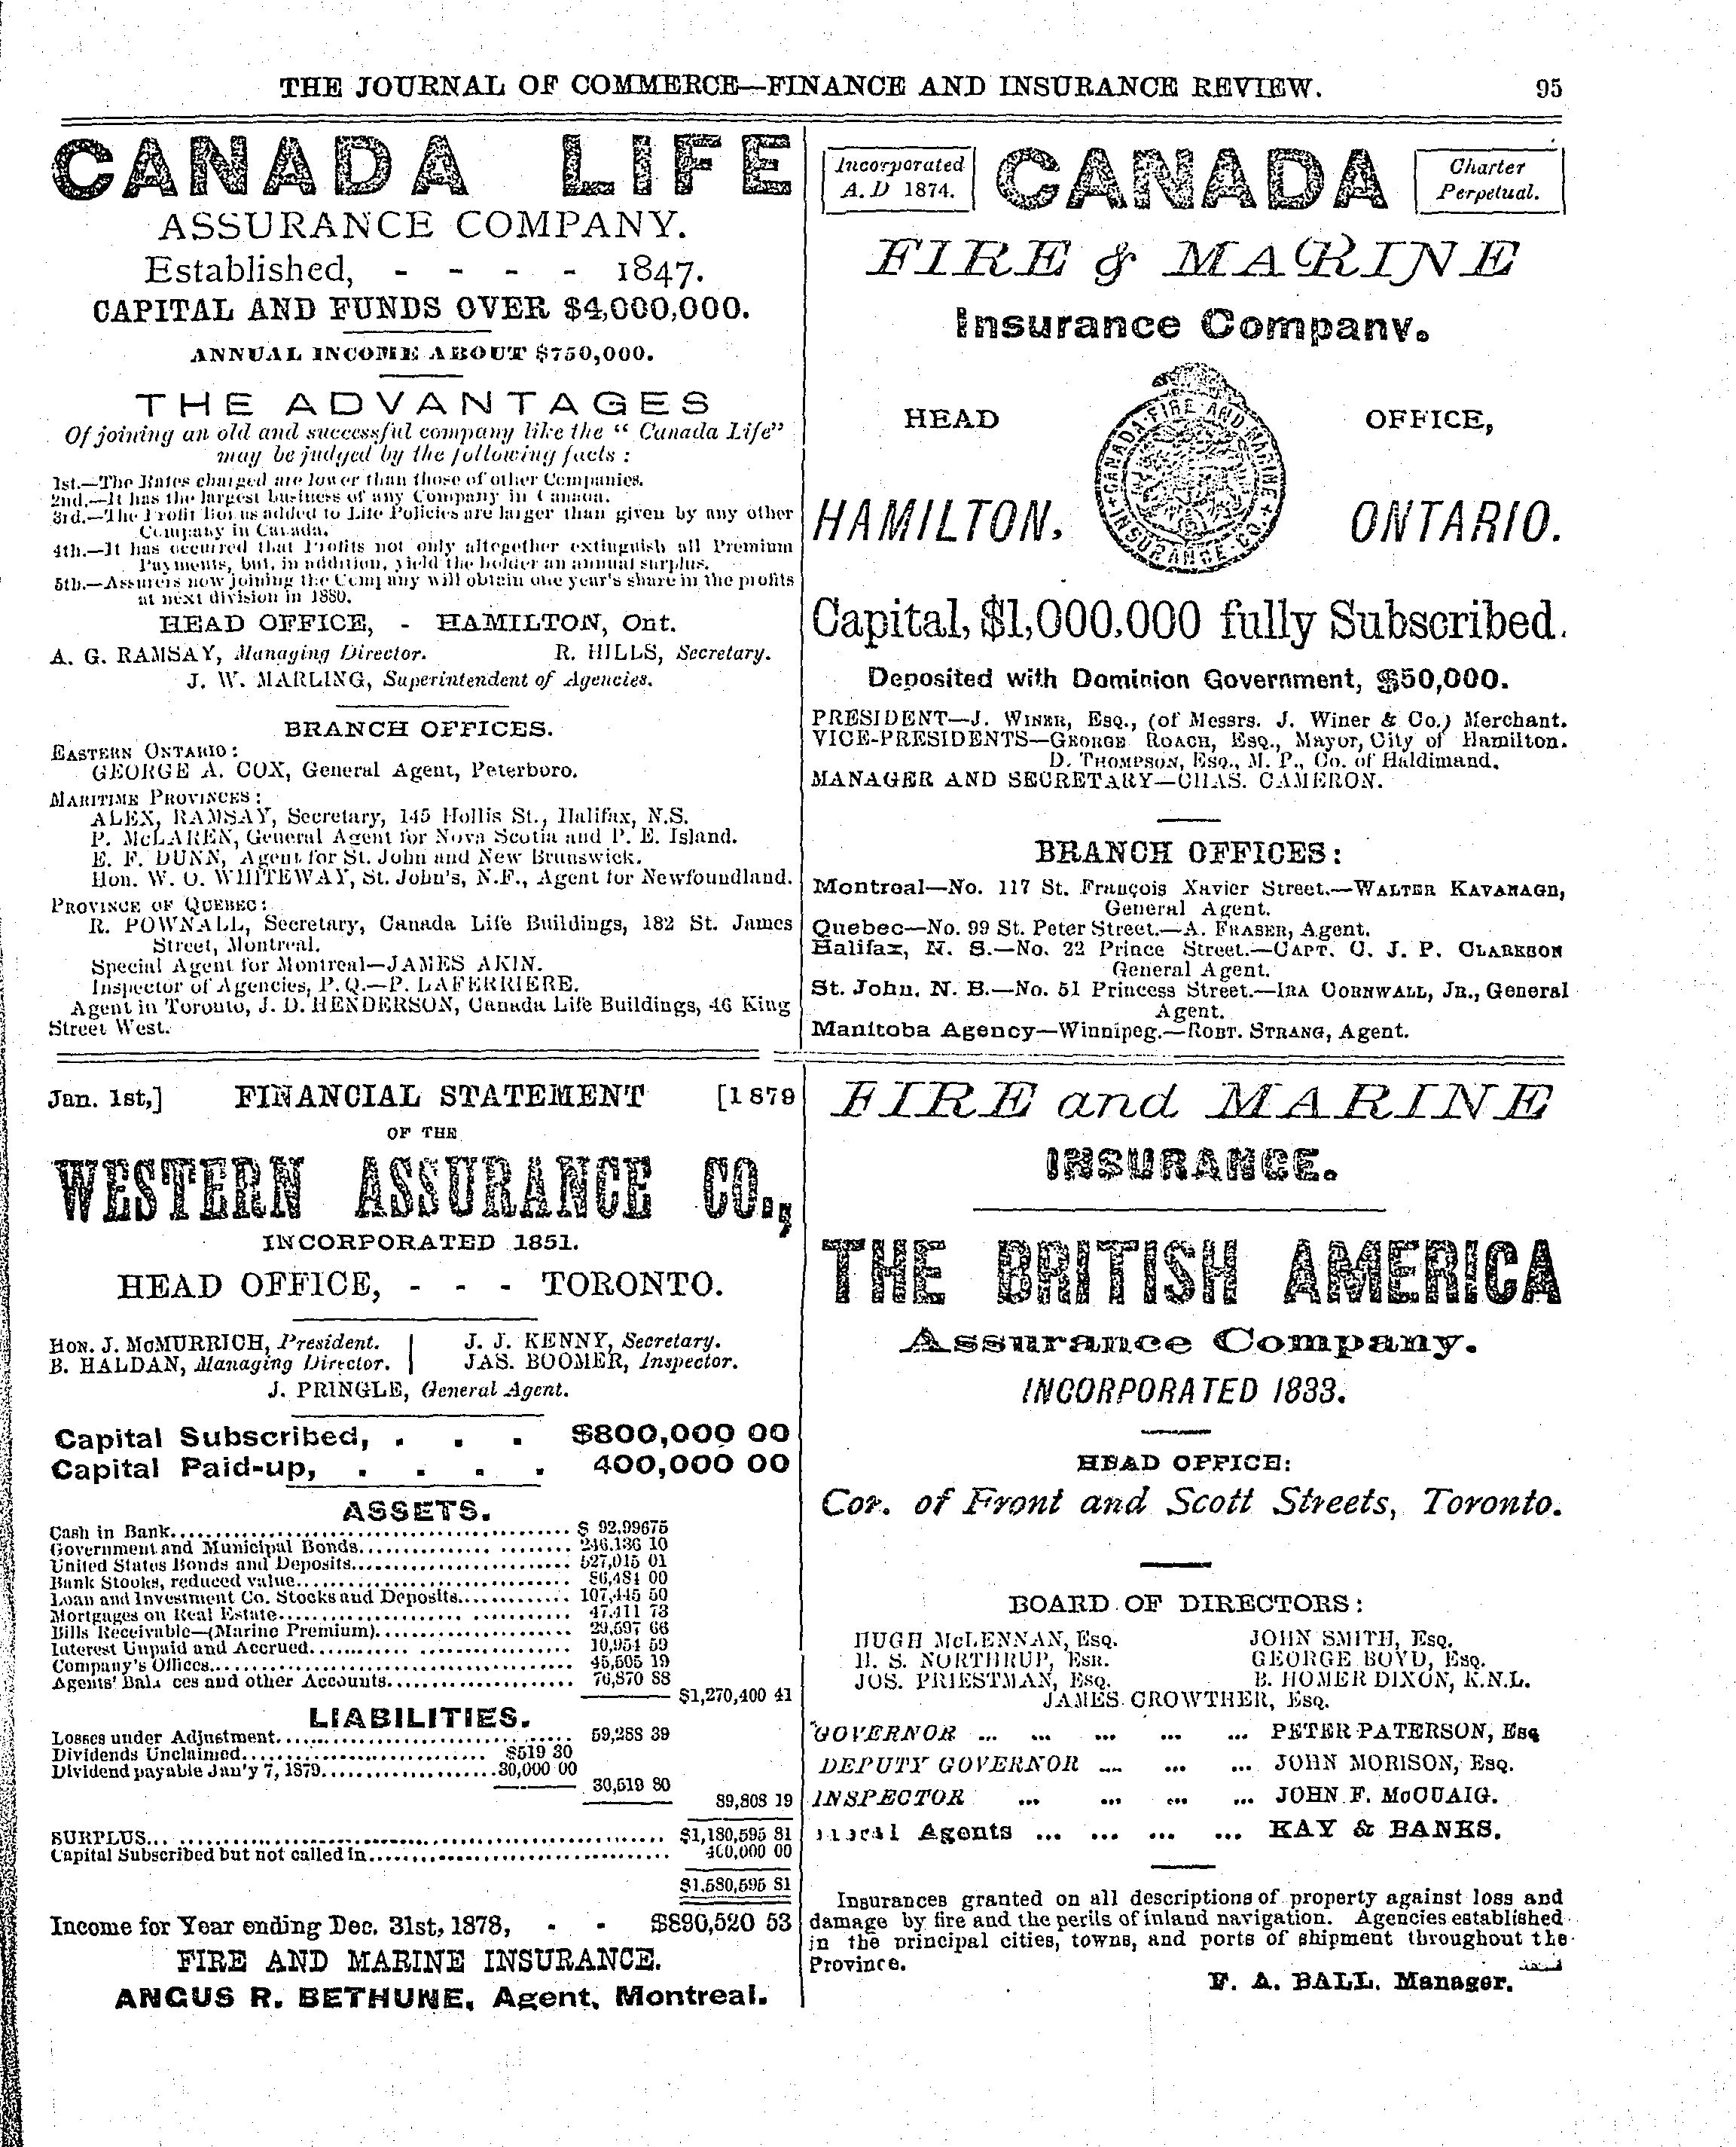 THE JOURNAL OF COMMERCE—FINANCE AND INSURANCE REVIEW. 95
CANADA LIFE
ASSURANCE COMPANY.
Established, - - - - 1847.
CAPITAL AND FUNDS OVER $4,000,000.
ANNUAL INCOME ABOUT $750,000.
THE ADVANTAGES
Of joining an old and successful company like the "Canada Life"
may be judged by the following facts:
1st.—The Rates charged are lower than those of other Companies.
2nd.—It has the largest business of any Company in Canada.
3rd.—The Profit Bonus added to Life Policies are larger than given by any other
Company in Canada.
4th.—It has occurred that Profits not only altogether extinguish all Premium
Payments, but, in addition, yield the holder an annual surplus.
5th.—Assurers now joining the Company will obtain one year's share in the profits
at next division in 1880.
HEAD OFFICE, - HAMILTON, Ont.
A. G. RAMSAY, Managing Director. R. HILLS, Secretary.
J. W. MARLING, Superintendent of Agencies.
BRANCH OFFICES.
EASTERN ONTARIO:
GEORGE A. COX, General Agent, Peterboro.
MARITIME PROVINCES:
ALEX, RAMSAY, Secretary, 145 Hollis St., Halifax, N.S.
P. McLAREN, General Agent for Nova Scotia and P. E. Island.
E. F. DUNN, Agent for St. John and New Brunswick.
Hon. W. O. WHITEWAY, St. John's, N.F., Agent for Newfoundland.
PROVINCE OF QUEBEC:
R. POWNALL, Secretary, Canada Life Buildings, 182 St. James
Street, Montreal.
Special Agent for Montreal—JAMES AKIN.
Inspector of Agencies, P. Q.—P. LAFERRIERE.
Agent in Toronto, J. D. HENDERSON, Canada Life Buildings, 46 King
Street West.
Incorporated
A.D 1874.
CANADA
Charter
Perpetual.
FIRE & MARINE
Insurance Company.
HEAD OFFICE,
CANADA FIRE AND MARINE INSURANCE CO.
HAMILTON, ONTARIO.
Capital, $1,000,000 fully Subscribed.
Deposited with Dominion Government, $50,000.
PRESIDENT—J. WINER, ESQ., (of Messrs. J. Winer & Co.) Merchant.
VICE-PRESIDENTS—GEORGE ROACH, ESQ., Mayor, City of Hamilton.
D. THOMPSON, ESQ., M. P., Co. of Haldimand.
MANAGER AND SECRETARY—CHAS. CAMERON.
BRANCH OFFICES:
Montreal—No. 117 St. François Xavier Street.—WALTER KAVANAGH,
General Agent.
Quebec—No. 99 St. Peter Street.—A. FRASER, Agent.
Halifax, N. S.—No. 22 Prince Street.—CAPT. C. J. P. CLARKSON
General Agent.
St. John, N. B.—No. 51 Princess Street.—IRA CORNWALL, JR., General
Agent.
Manitoba Agency—Winnipeg.—ROBT. STRANG, Agent.
Jan. 1st,] FINANCIAL STATEMENT [1879
OF THE
WESTERN ASSURANCE CO.,
INCORPORATED 1851.
HEAD OFFICE, - - - TORONTO.
HON. J. McMURRICH, President. J. J. KENNY, Secretary.
B. HALDAN, Managing Director. JAS. BOOMER, Inspector.
J. PRINGLE, General Agent.
Capital Subscribed, . . . $800,000 00
Capital Paid-up, . . . . 400,000 00
ASSETS.
Cash in Bank........ $ 92,99675
Government and Municipal Bonds........ 246.136 10
United States Bonds and Deposits........ 527,015 01
Bank Stocks, reduced value........ 86,484 00
Loan and Investment Co. Stocks and Deposits........ 107,445 50
Mortgages on Real Estate........ 47,411 73
Bills Receivable—(Marine Premium)........ 29,597 66
Interest Unpaid and Accrued........ 10,954 59
Company's Offices........ 45,505 19
Agents' Bala ces and other Accounts........ 76,870 88
$1,270,400 41
LIABILITIES.
Losses under Adjustment........ 59,288 39
Dividends Unclaimed........ $519 80
Dividend payable Jan'y 7, 1879........ 30,000 00
30,519 80
89,808 19
SURPLUS........ $1,180,595 81
Capital Subscribed but not called in........ 400,000 00
$1,580,595 81
Income for Year ending Dec. 31st, 1878, - - $890,520 53
FIRE AND MARINE INSURANCE.
ANGUS R. BETHUNE, Agent, Montreal.
FIRE and MARINE
INSURANCE.
THE BRITISH AMERICA
Assurance Company.
INCORPORATED 1833.
HEAD OFFICE:
Cor. of Front and Scott Streets, Toronto.
BOARD OF DIRECTORS:
HUGH McLENNAN, Esq. JOHN SMITH, Esq.
H. S. NORTHRUP, Esq. GEORGE BOYD, Esq.
JOS. PRIESTMAN, Esq. B. HOMER DIXON, K.N.L.
JAMES CROWTHER, Esq.
GOVERNOR ... ... ... ... ... PETER PATERSON, Esq
DEPUTY GOVERNOR ... ... ... JOHN MORISON, Esq.
INSPECTOR ... ... ... ... JOHN F. McCUAIG.
Agents ... ... ... ... KAY & BANKS.
Insurances granted on all descriptions of property against loss and
damage by fire and the perils of inland navigation. Agencies established
in the principal cities, towns, and ports of shipment throughout the
Province.
F. A. BALL, Manager.